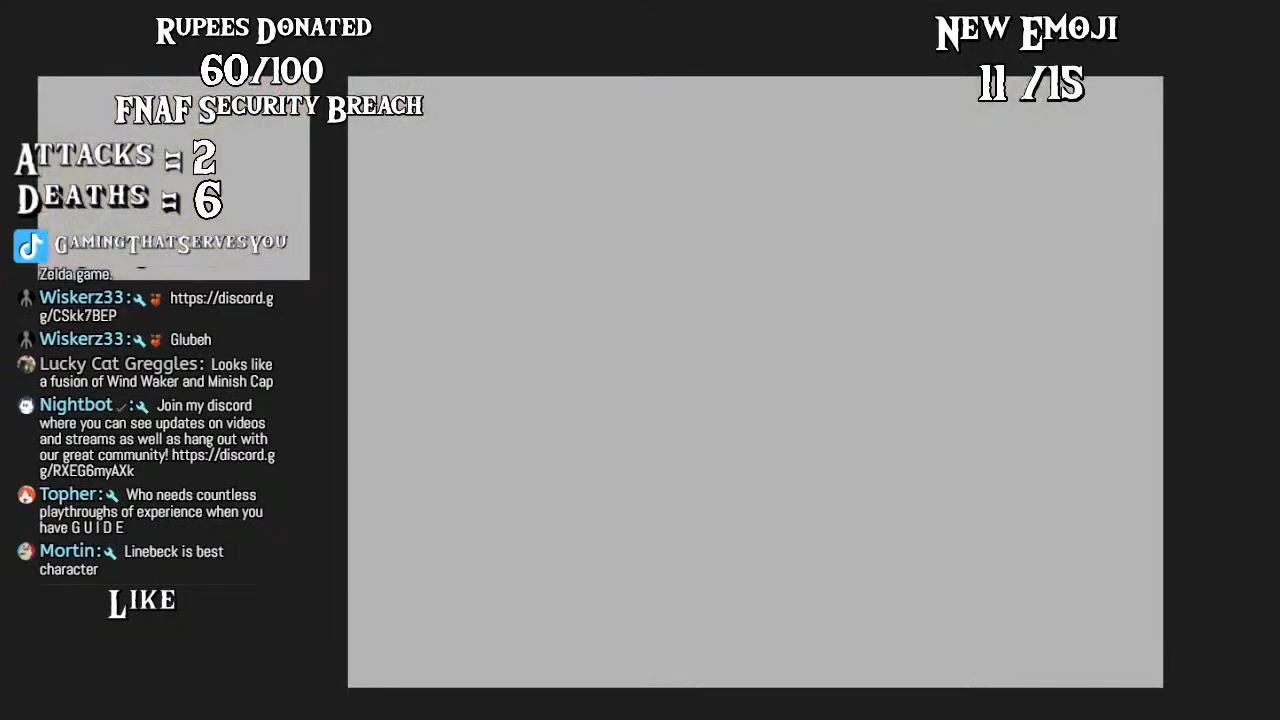 Rupees Donated
60/100
FNAF Security Breach
New Emoji
11 /15
Attacks = 2
Deaths = 6
GamingThatServesYou
Zelda game.
Wiskerz33: https://discord.g
g/CSkk7BEP
Wiskerz33: Glubeh
Lucky Cat Greggles: Looks like
a fusion of Wind Waker and Minish Cap
Nightbot: Join my discord
where you can see updates on videos
and streams as well as hang out with
our great community! https://discord.g
g/RXEG6myAXk
Topher: Who needs countless
playthroughs of experience when you
have G U I D E
Mortin: Linebeck is best
character
Like